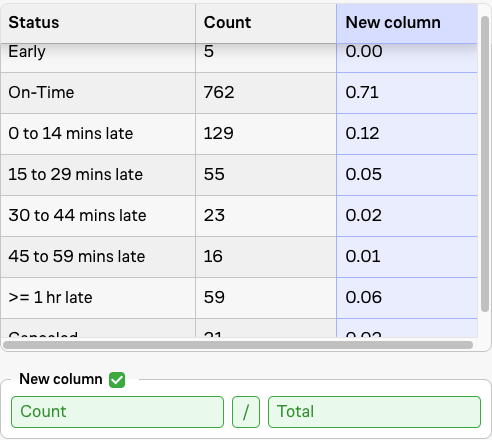 Status Count New column
Early 5 0.00
On-Time 762 0.71
0 to 14 mins late 129 0.12
15 to 29 mins late 55 0.05
30 to 44 mins late 23 0.02
45 to 59 mins late 16 0.01
>= 1 hr late 59 0.06
Canceled 21 0.02
New column ✅
Count / Total